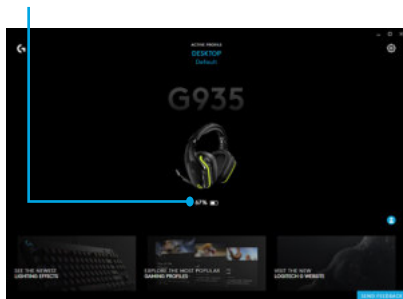 ACTIVE PROFILE
DESKTOP
Default
G935
67%
SEE THE NEWEST
LIGHTING EFFECTS
EXPLORE THE MOST POPULAR
GAMING PROFILES
VISIT THE NEW
LOGITECH G WEBSITE
SEND FEEDBACK